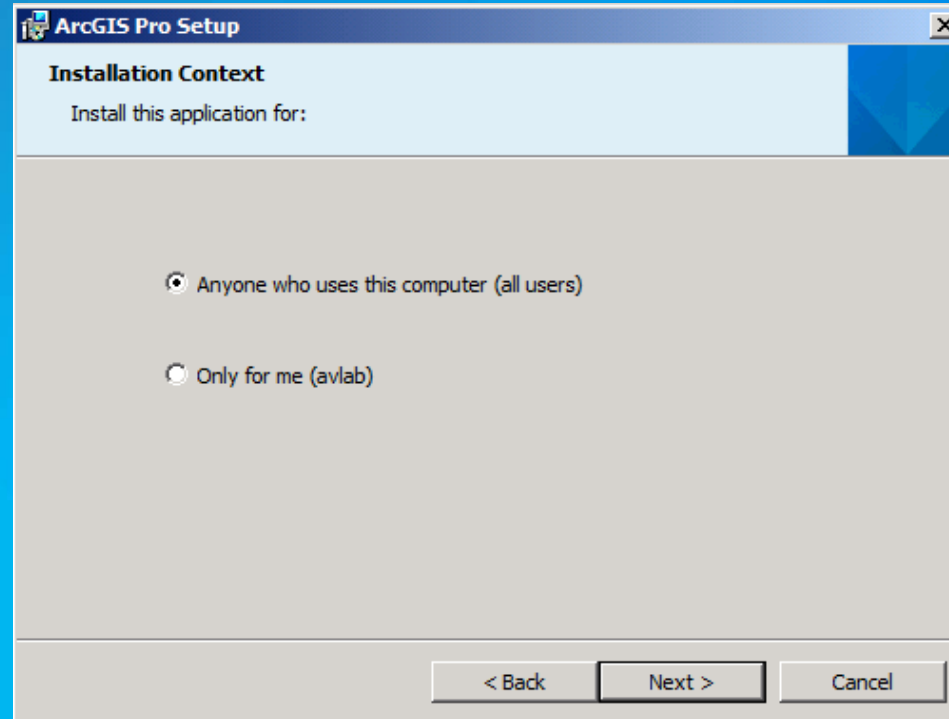 ArcGIS Pro Setup
Installation Context
Install this application for:
Anyone who uses this computer (all users)
Only for me (avlab)
< Back
Next >
Cancel